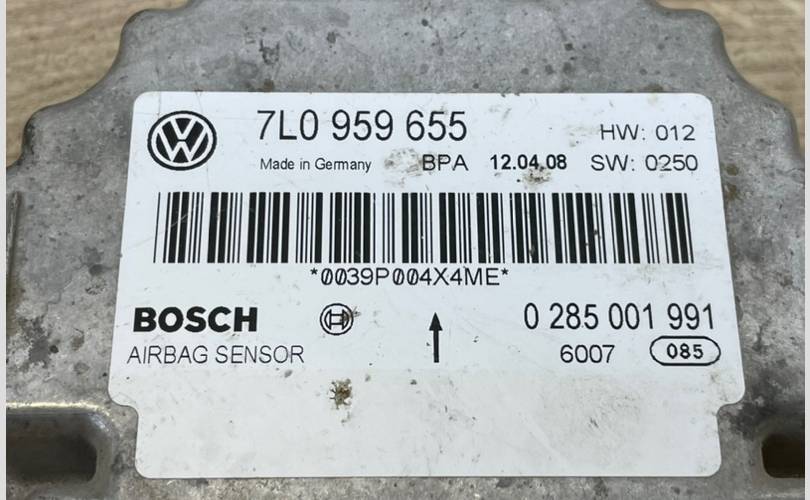 7L0 959 655
HW: 012
Made in Germany BPA 12.04.08 SW: 0250
*0039P004X4ME*
BOSCH
0 285 001 991
AIRBAG SENSOR
6007 085